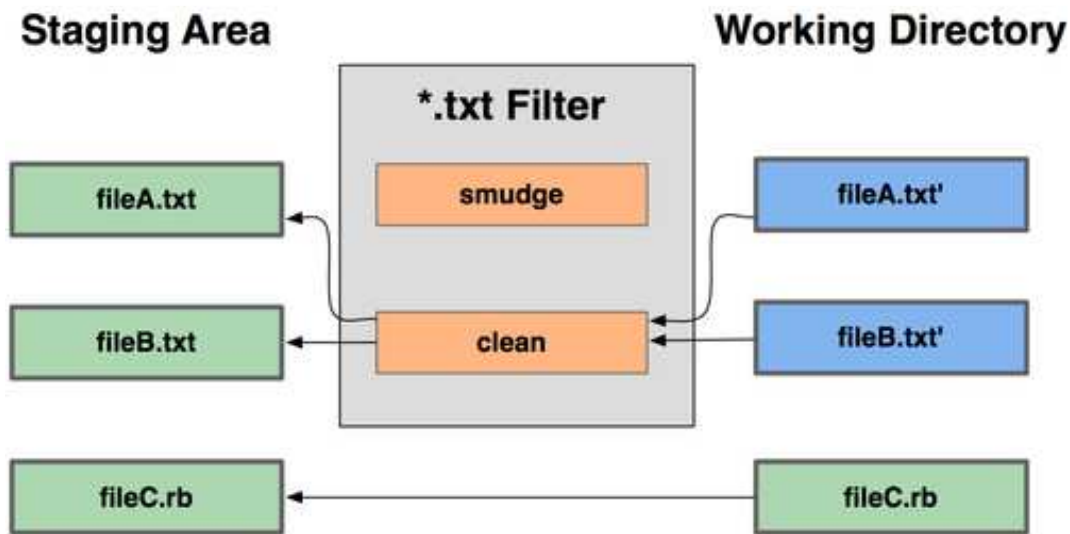 Staging Area
Working Directory
*.txt Filter
fileA.txt
smudge
fileA.txt'
fileB.txt
clean
fileB.txt'
fileC.rb
fileC.rb